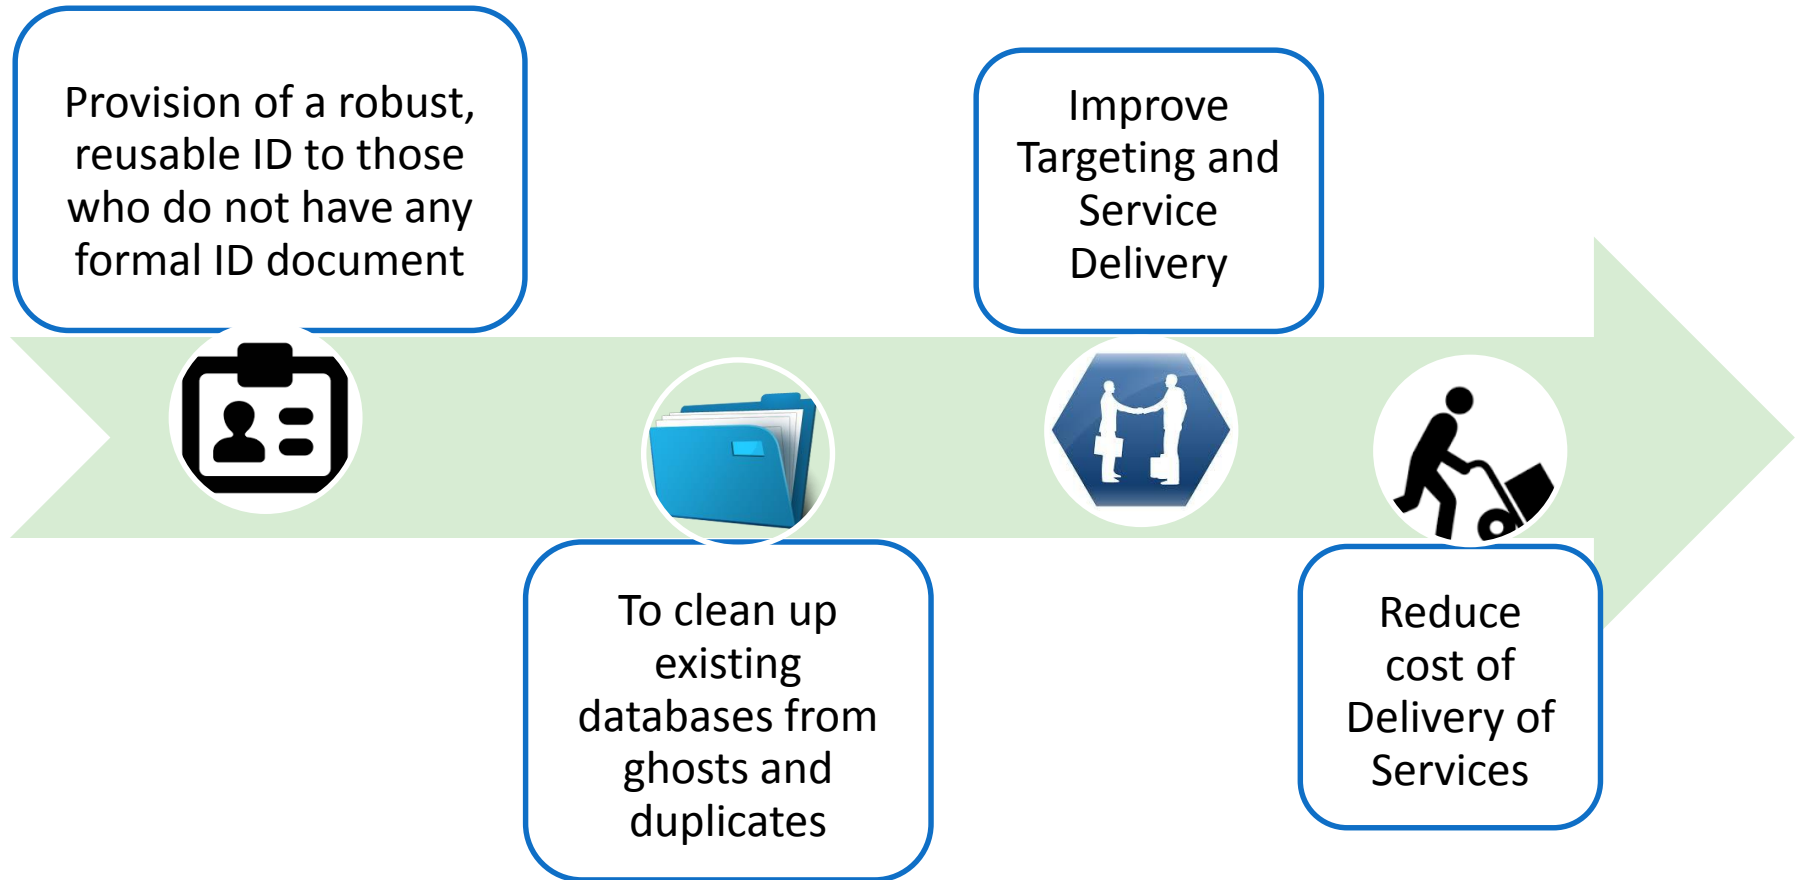 Provision of a robust,
reusable ID to those
who do not have any
formal ID document
To clean up
existing
databases from
ghosts and
duplicates
Improve
Targeting and
Service
Delivery
Reduce
cost of
Delivery of
Services